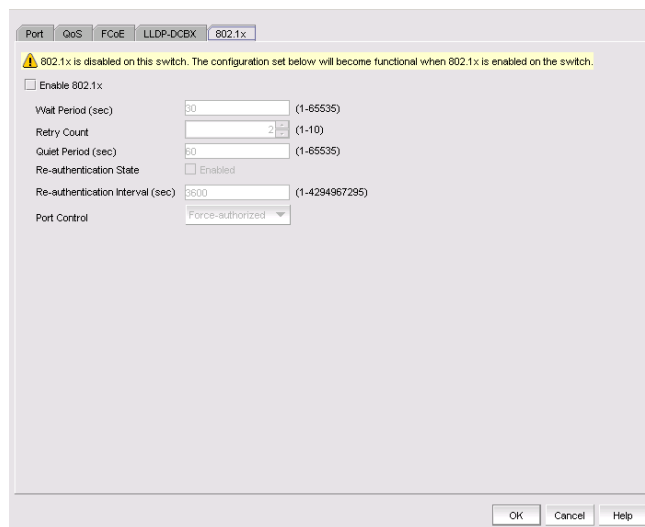 Port QoS FCoE LLDP-DCBX 802.1x
802.1x is disabled on this switch. The configuration set below will become functional when 802.1x is enabled on the switch.
Enable 802.1x
Wait Period (sec) 30 (1-65535)
Retry Count 2 (1-10)
Quiet Period (sec) 60 (1-65535)
Re-authentication State Enabled
Re-authentication Interval (sec) 3600 (1-4294967295)
Port Control Force-authorized
OK Cancel Help